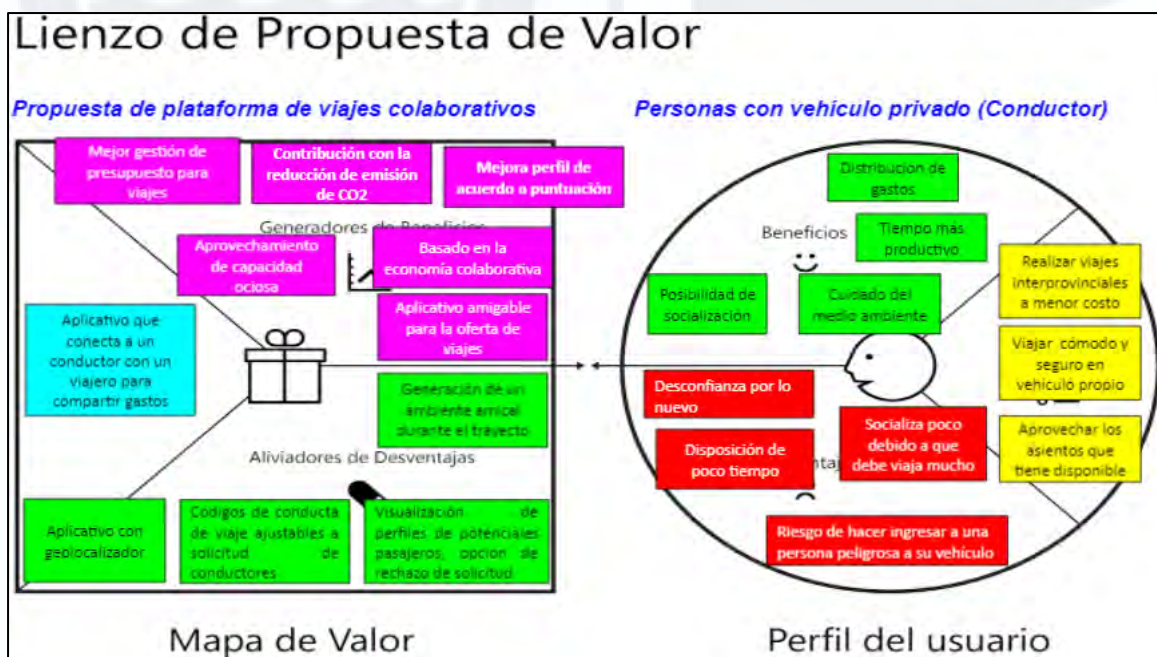 Lienzo de Propuesta de Valor
Propuesta de plataforma de viajes colaborativos
Mejor gestión de
presupuesto para
viajes
Contribución con la
reducción de emisión
de CO2
Mejora perfil de
acuerdo a puntuación
Generadores de Beneficios
Aprovechamiento
de capacidad
ociosa
Basado en la
economía colaborativa
Aplicativo amigable
para la oferta de
viajes
Aplicativo que
conecta a un
conductor con un
viajero para
compartir gastos
Generación de un
ambiente amical
durante el trayecto
Aliviadores de Desventajas
Aplicativo con
geolocalizador
Códigos de conducta
de viaje ajustables a
solicitud de
conductores
Visualización de
perfiles de potenciales
pasajeros, opcion de
rechazo de solicitud
Mapa de Valor
Personas con vehículo privado (Conductor)
Distribucion de
gastos
Beneficios
Tiempo más
productivo
Posibilidad de
socialización
Cuidado del
medio ambiente
Realizar viajes
interprovinciales
a menor costo
Viajar cómodo y
seguro en
vehículo propio
Aprovechar los
asientos que
tiene disponible
Desconfianza por lo
nuevo
Disposición de
poco tiempo
Socializa poco
debido a que
debe viaja mucho
Riesgo de hacer ingresar a una
persona peligrosa a su vehículo
Perfil del usuario